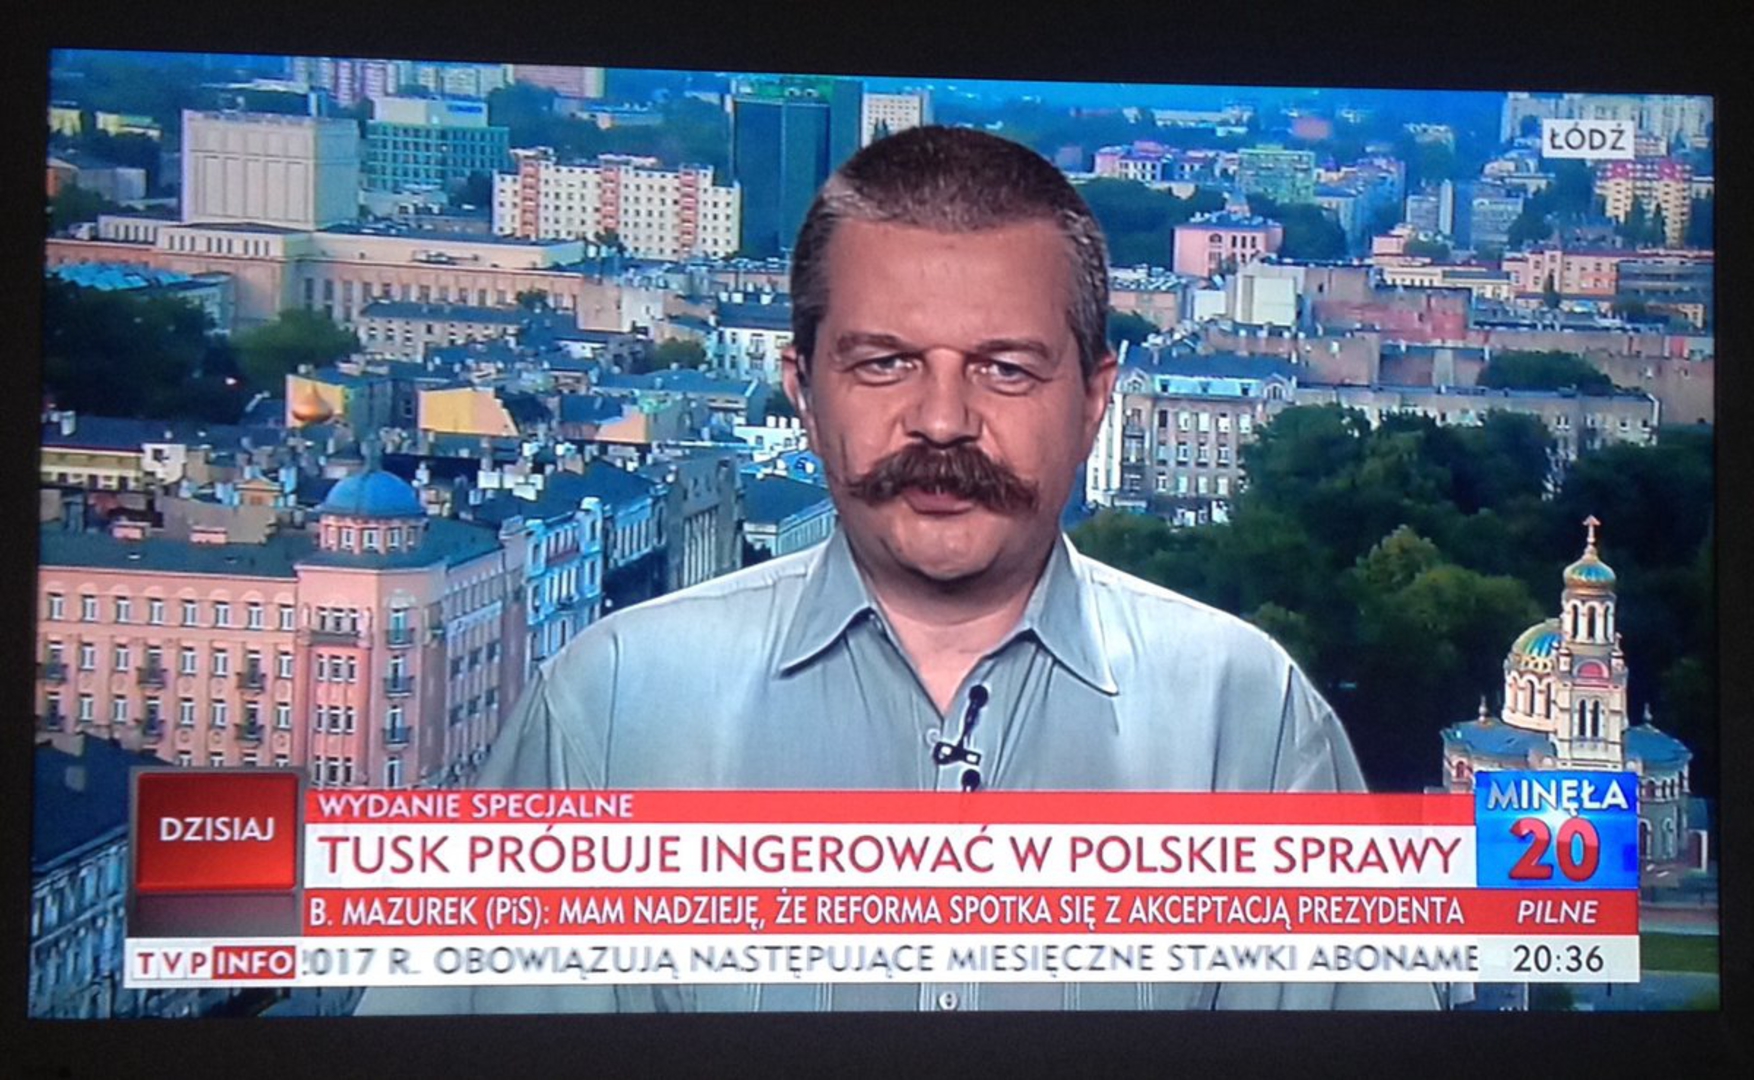 ŁÓDŹ
DZISIAJ
WYDANIE SPECJALNE
TUSK PRÓBUJE INGEROWAĆ W POLSKIE SPRAWY
MINĘŁA
20
B. MAZUREK (PiS): MAM NADZIEJĘ, ŻE REFORMA SPOTKA SIĘ Z AKCEPTACJĄ PREZYDENTA
PILNE
TVP INFO
2017 R. OBOWIĄZUJĄ NASTĘPUJĄCE MIESIĘCZNE STAWKI ABONAME
20:36